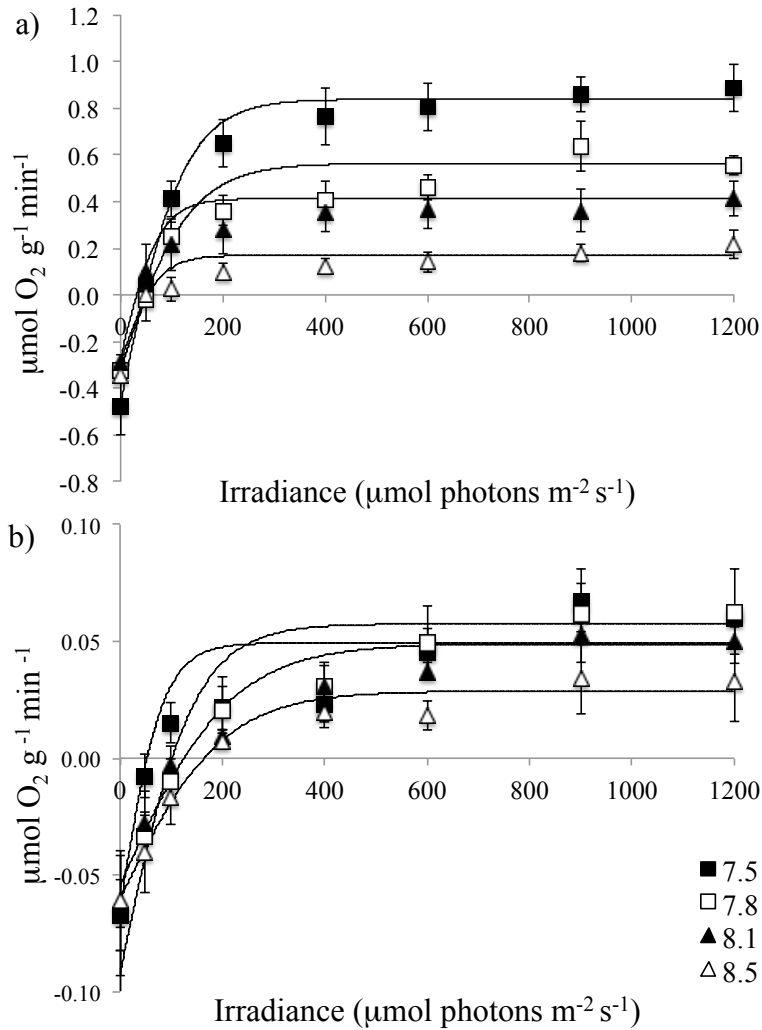 a)
1.2
1.0
0.8
0.6
0.4
0.2
0.0
-0.2
-0.4
-0.6
-0.8
0 200 400 600 800 1000 1200
μmol O₂ g⁻¹ min⁻¹
Irradiance (μmol photons m⁻² s⁻¹)
b)
0.10
0.05
0.00
-0.05
-0.10
0 200 400 600 800 1000 1200
μmol O₂ g⁻¹ min ⁻¹
7.5
7.8
8.1
8.5
Irradiance (μmol photons m⁻² s⁻¹)